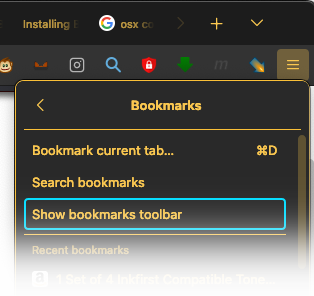 Installing
osx co
m
Bookmarks
Bookmark current tab... ⌘D
Search bookmarks
Show bookmarks toolbar
Recent bookmarks
1 Set of 4 InkFirst Compatible Tone